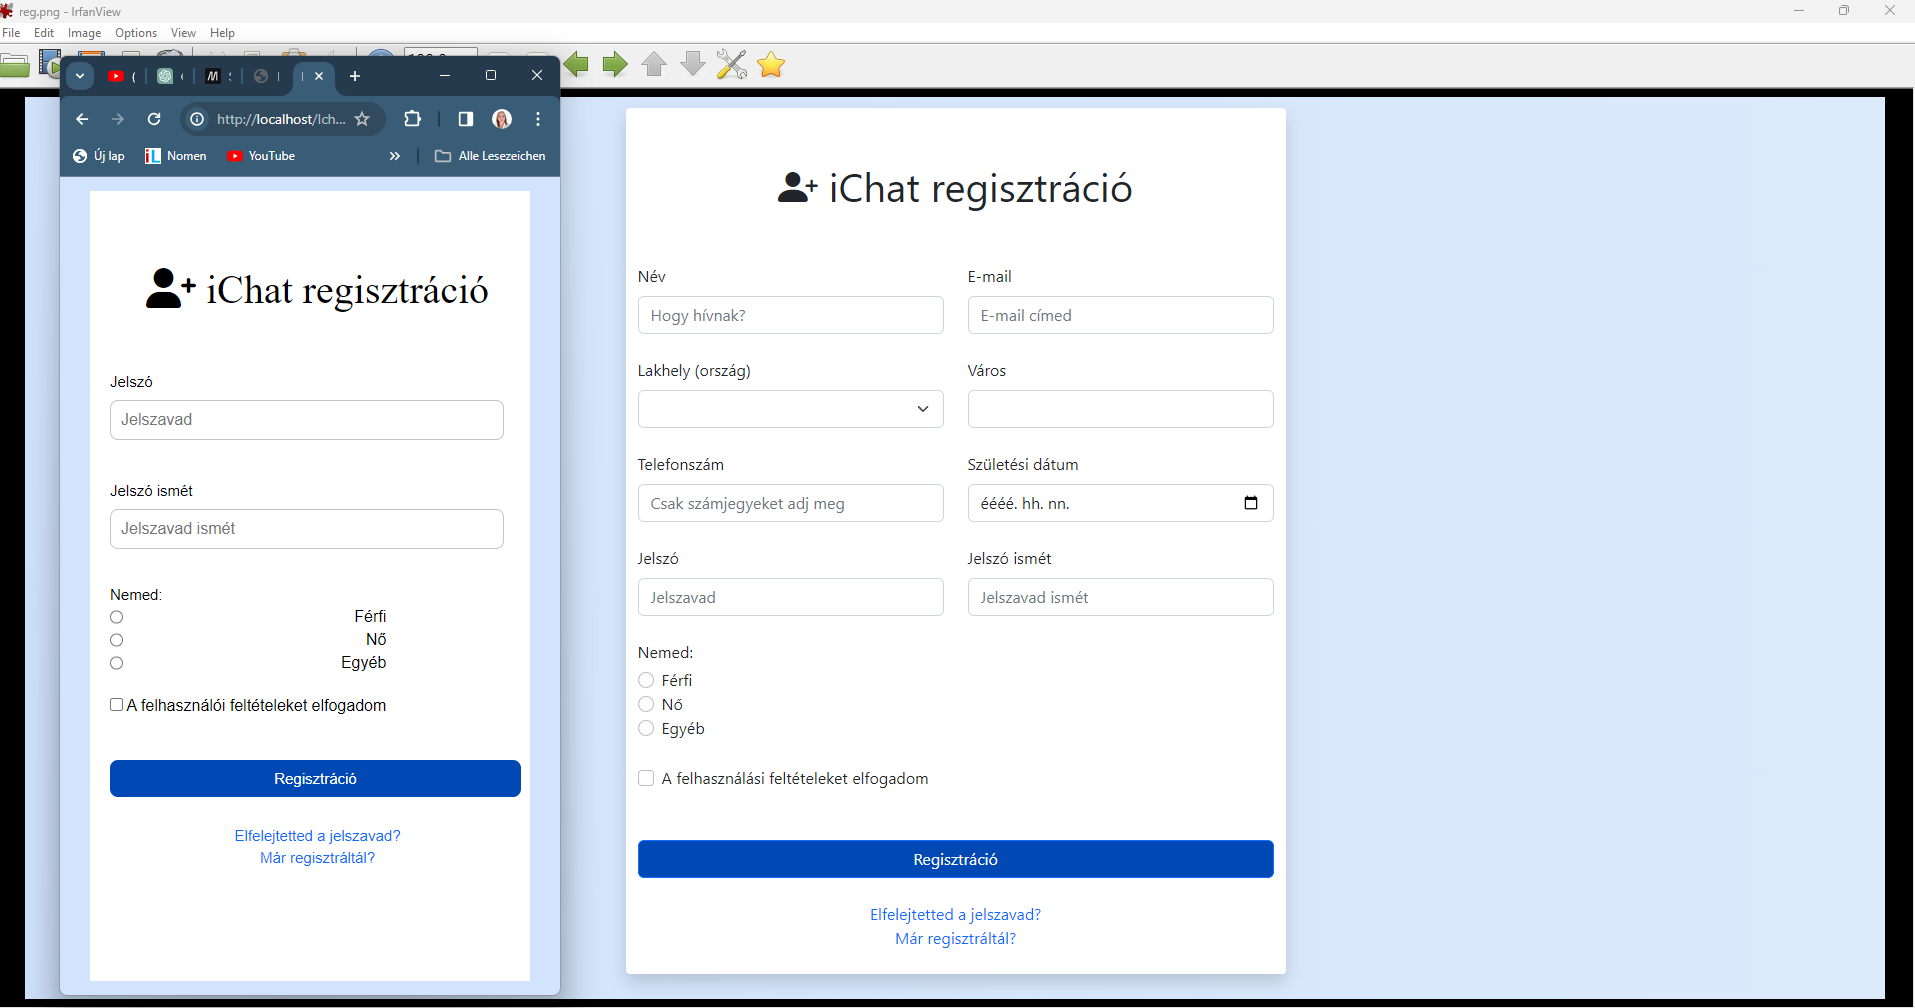 reg.png - IrfanView
File Edit Image Options View Help
http://localhost/Ich...
Új lap Nomen YouTube » Alle Lesezeichen
iChat regisztráció
Jelszó
Jelszavad
Jelszó ismét
Jelszavad ismét
Nemed:
Férfi
Nő
Egyéb
A felhasználói feltételeket elfogadom
Regisztráció
Elfelejtetted a jelszavad?
Már regisztráltál?
iChat regisztráció
Név E-mail
Hogy hívnak? E-mail címed
Lakhely (ország) Város
Telefonszám Születési dátum
Csak számjegyeket adj meg éééé. hh. nn.
Jelszó Jelszó ismét
Jelszavad Jelszavad ismét
Nemed:
Férfi
Nő
Egyéb
A felhasználási feltételeket elfogadom
Regisztráció
Elfelejtetted a jelszavad?
Már regisztráltál?